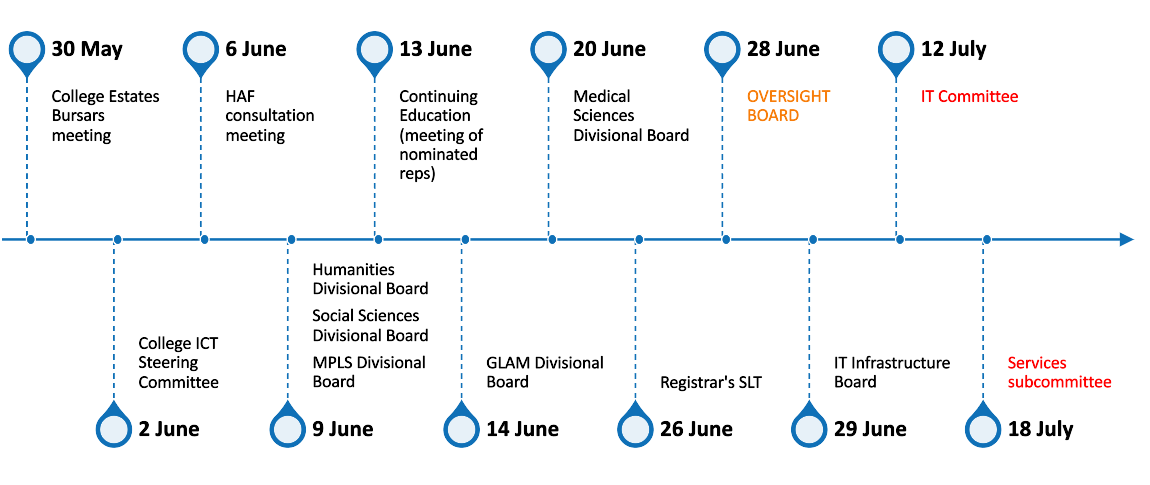 30 May
College Estates
Bursars
meeting
6 June
HAF
consultation
meeting
13 June
Continuing
Education
(meeting of
nominated
reps)
20 June
Medical
Sciences
Divisional Board
28 June
OVERSIGHT
BOARD
12 July
IT Committee
College ICT
Steering
Committee
2 June
Humanities
Divisional Board
Social Sciences
Divisional Board
MPLS Divisional
Board
9 June
GLAM Divisional
Board
14 June
Registrar's SLT
26 June
IT Infrastructure
Board
29 June
Services
subcommittee
18 July